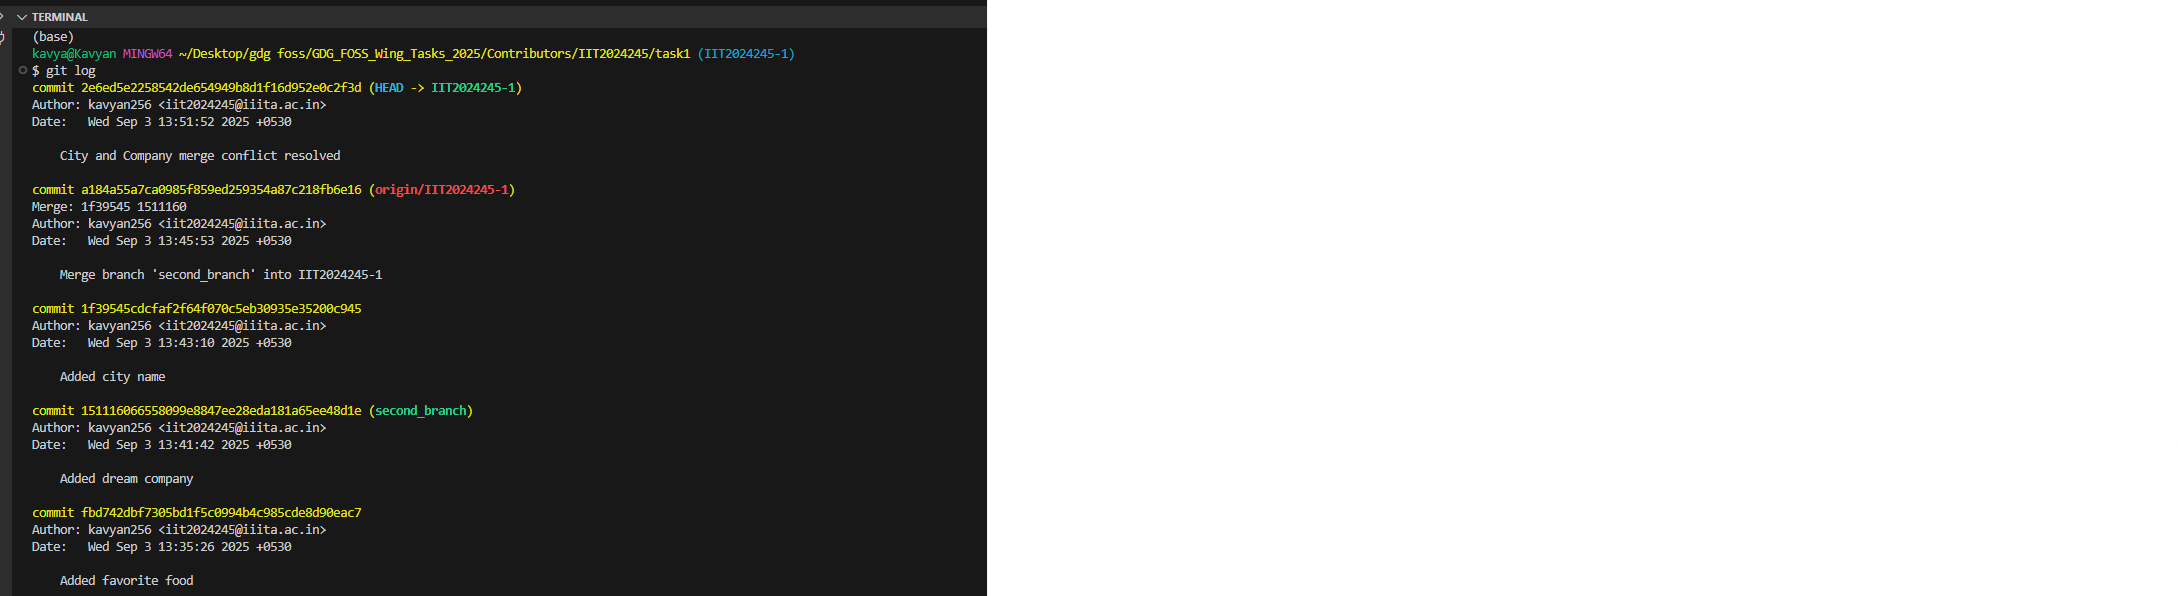 TERMINAL
(base)
kavya@Kavyan MINGW64 ~/Desktop/gdg foss/GDG_FOSS_Wing_Tasks_2025/Contributors/IIT2024245/task1 (IIT2024245-1)
$ git log
commit 2e6ed5e2258542de654949b8d1f16d952e0c2f3d (HEAD -> IIT2024245-1)
Author: kavyan256 <iit2024245@iiita.ac.in>
Date:   Wed Sep 3 13:51:52 2025 +0530
City and Company merge conflict resolved
commit a184a55a7ca0985f859ed259354a87c218fb6e16 (origin/IIT2024245-1)
Merge: 1f39545 1511160
Author: kavyan256 <iit2024245@iiita.ac.in>
Date:   Wed Sep 3 13:45:53 2025 +0530
Merge branch 'second_branch' into IIT2024245-1
commit 1f39545cdcfaf2f64f070c5eb30935e35200c945
Author: kavyan256 <iit2024245@iiita.ac.in>
Date:   Wed Sep 3 13:43:10 2025 +0530
Added city name
commit 151116066558099e8847ee28eda181a65ee48d1e (second_branch)
Author: kavyan256 <iit2024245@iiita.ac.in>
Date:   Wed Sep 3 13:41:42 2025 +0530
Added dream company
commit fbd742dbf7305bd1f5c0994b4c985cde8d90eac7
Author: kavyan256 <iit2024245@iiita.ac.in>
Date:   Wed Sep 3 13:35:26 2025 +0530
Added favorite food